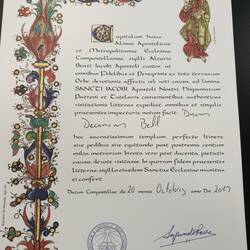 Capitulum huius
Almae Apostolicae
et Metropolitanae Ecclesiae
Compostellanae sigilli Altaris
Beati Iacobi Apostoli custos, ut
omnibus Fidelibus et Peregrinis ex toto terrarum
Orbe, devotionis affectu vel voti causa, ad limina
SANCTI IACOBI Apostoli Nostri Hispaniarum
Patroni et Tutelaris convenientibus authenticas
visitationis litteras expediat, omnibus et singulis
praesentes inspecturis notum facit: Dnum
Bell
hoc sacratissimum templum perfecto itinere
sive pedibus sive equitando post postrema centum
milia metrorum, birota vero post ducenta, pietatis
causa, devote visitasse. In quorum fidem praesentes
litteras sigillo eiusdem Sanctae Ecclesiae munitas
ei confero.
Datum Compostellae die 20 mensis Octobris anno Dni 2017